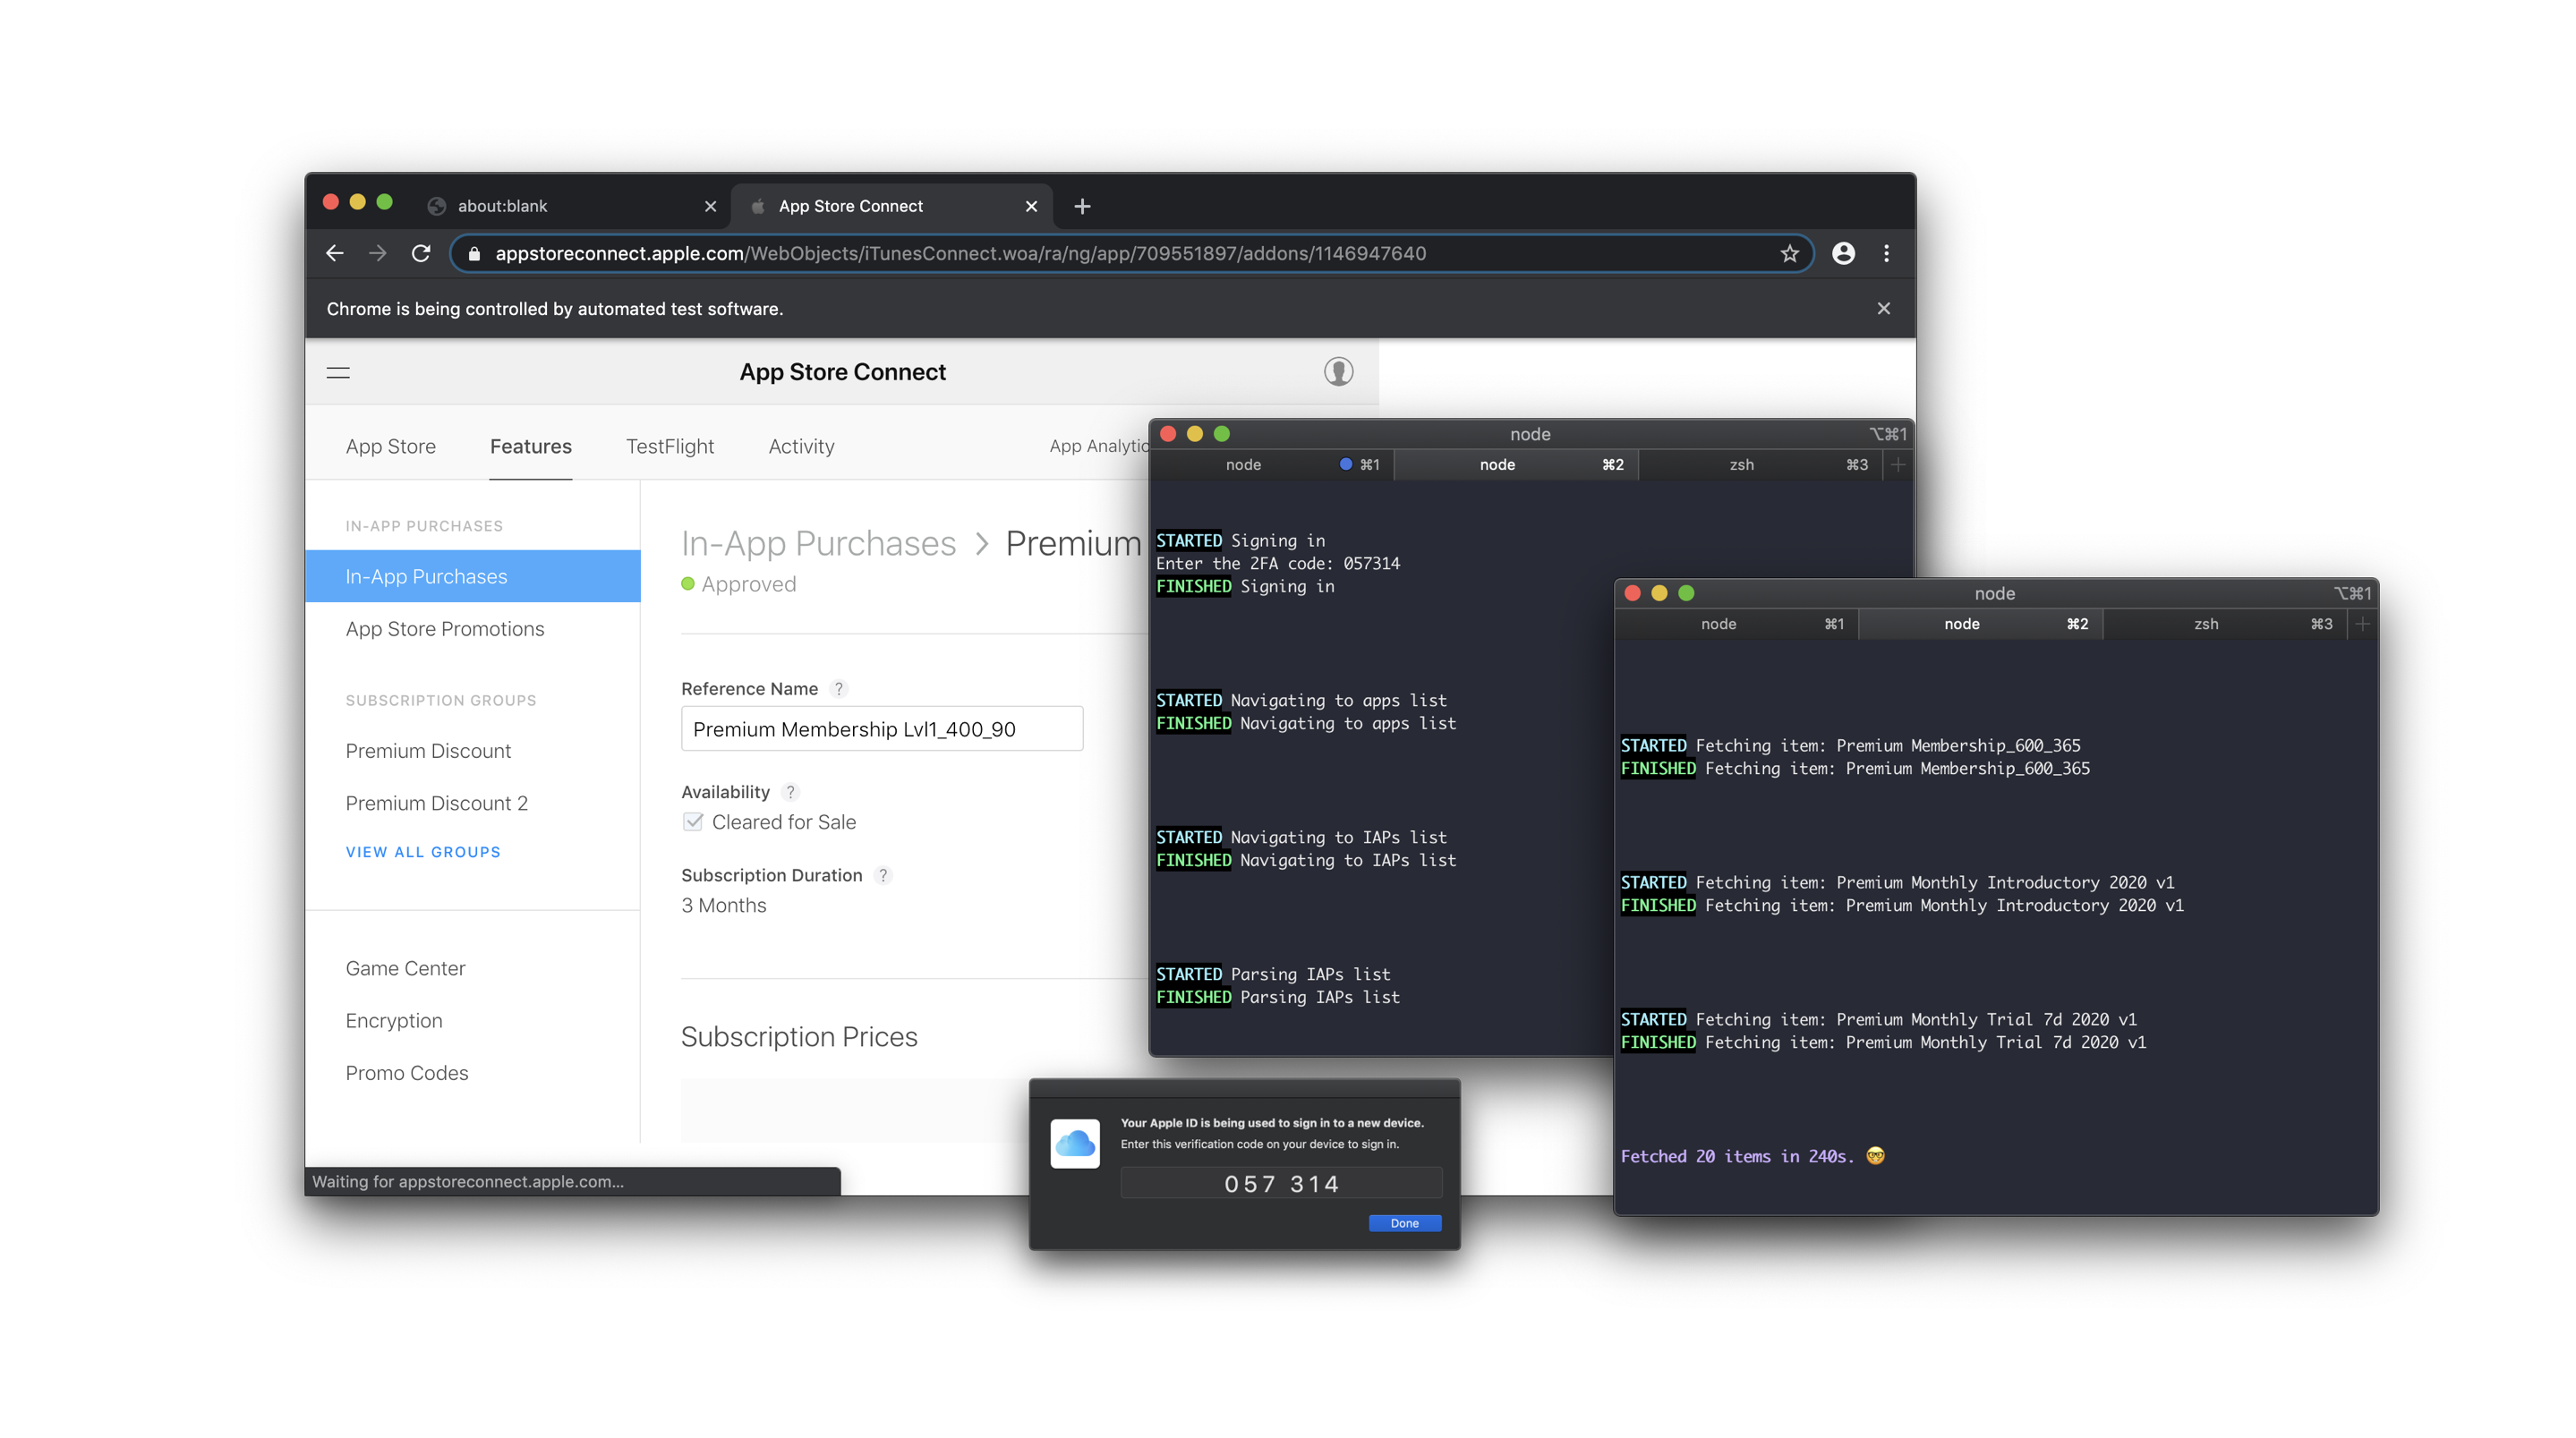 about:blank
App Store Connect
appstoreconnect.apple.com/WebObjects/iTunesConnect.woa/ra/ng/app/709551897/addons/1146947640
Chrome is being controlled by automated test software.
App Store Connect
App Store Features TestFlight Activity App Analytic
IN-APP PURCHASES
In-App Purchases
App Store Promotions
SUBSCRIPTION GROUPS
Premium Discount
Premium Discount 2
VIEW ALL GROUPS
Game Center
Encryption
Promo Codes
In-App Purchases > Premium
Approved
Reference Name ?
Premium Membership Lvl1_400_90
Availability ?
Cleared for Sale
Subscription Duration ?
3 Months
Subscription Prices
Waiting for appstoreconnect.apple.com...
node ⌥⌘1
node ⌘1 node ⌘2 zsh ⌘3
STARTED Signing in
Enter the 2FA code: 057314
FINISHED Signing in
STARTED Navigating to apps list
FINISHED Navigating to apps list
STARTED Navigating to IAPs list
FINISHED Navigating to IAPs list
STARTED Parsing IAPs list
FINISHED Parsing IAPs list
node ⌥⌘1
node ⌘1 node ⌘2 zsh ⌘3
STARTED Fetching item: Premium Membership_600_365
FINISHED Fetching item: Premium Membership_600_365
STARTED Fetching item: Premium Monthly Introductory 2020 v1
FINISHED Fetching item: Premium Monthly Introductory 2020 v1
STARTED Fetching item: Premium Monthly Trial 7d 2020 v1
FINISHED Fetching item: Premium Monthly Trial 7d 2020 v1
Fetched 20 items in 240s. 🤓
Your Apple ID is being used to sign in to a new device.
Enter this verification code on your device to sign in.
057 314
Done